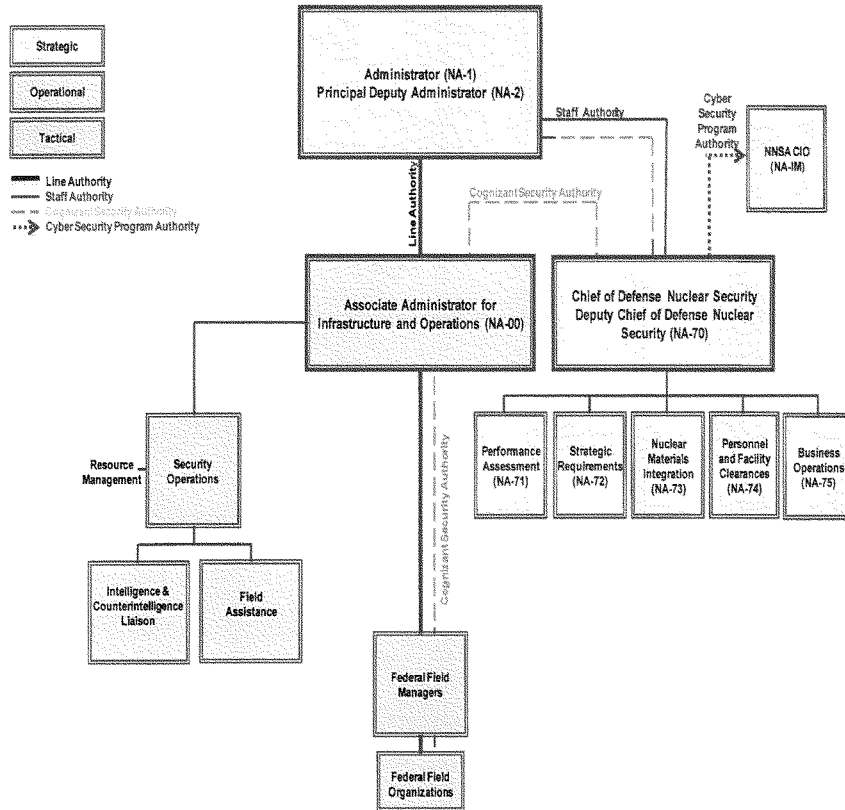 Strategic
Operational
Tactical
Line Authority
Staff Authority
Cognizant Security Authority
Cyber Security Program Authority
Administrator (NA-1)
Principal Deputy Administrator (NA-2)
Staff Authority
Cyber
Security
Program
Authority
NNSA CIO
(NA-IM)
Line Authority
Cognizant Security Authority
Associate Administrator for
Infrastructure and Operations (NA-00)
Chief of Defense Nuclear Security
Deputy Chief of Defense Nuclear
Security (NA-70)
Resource
Management
Security
Operations
Performance
Assessment
(NA-71)
Strategic
Requirements
(NA-72)
Nuclear
Materials
Integration
(NA-73)
Personnel
and Facility
Clearances
(NA-74)
Business
Operations
(NA-75)
Cognizant Security Authority
Intelligence &
Counterintelligence
Liaison
Field
Assistance
Federal Field
Managers
Federal Field
Organizations